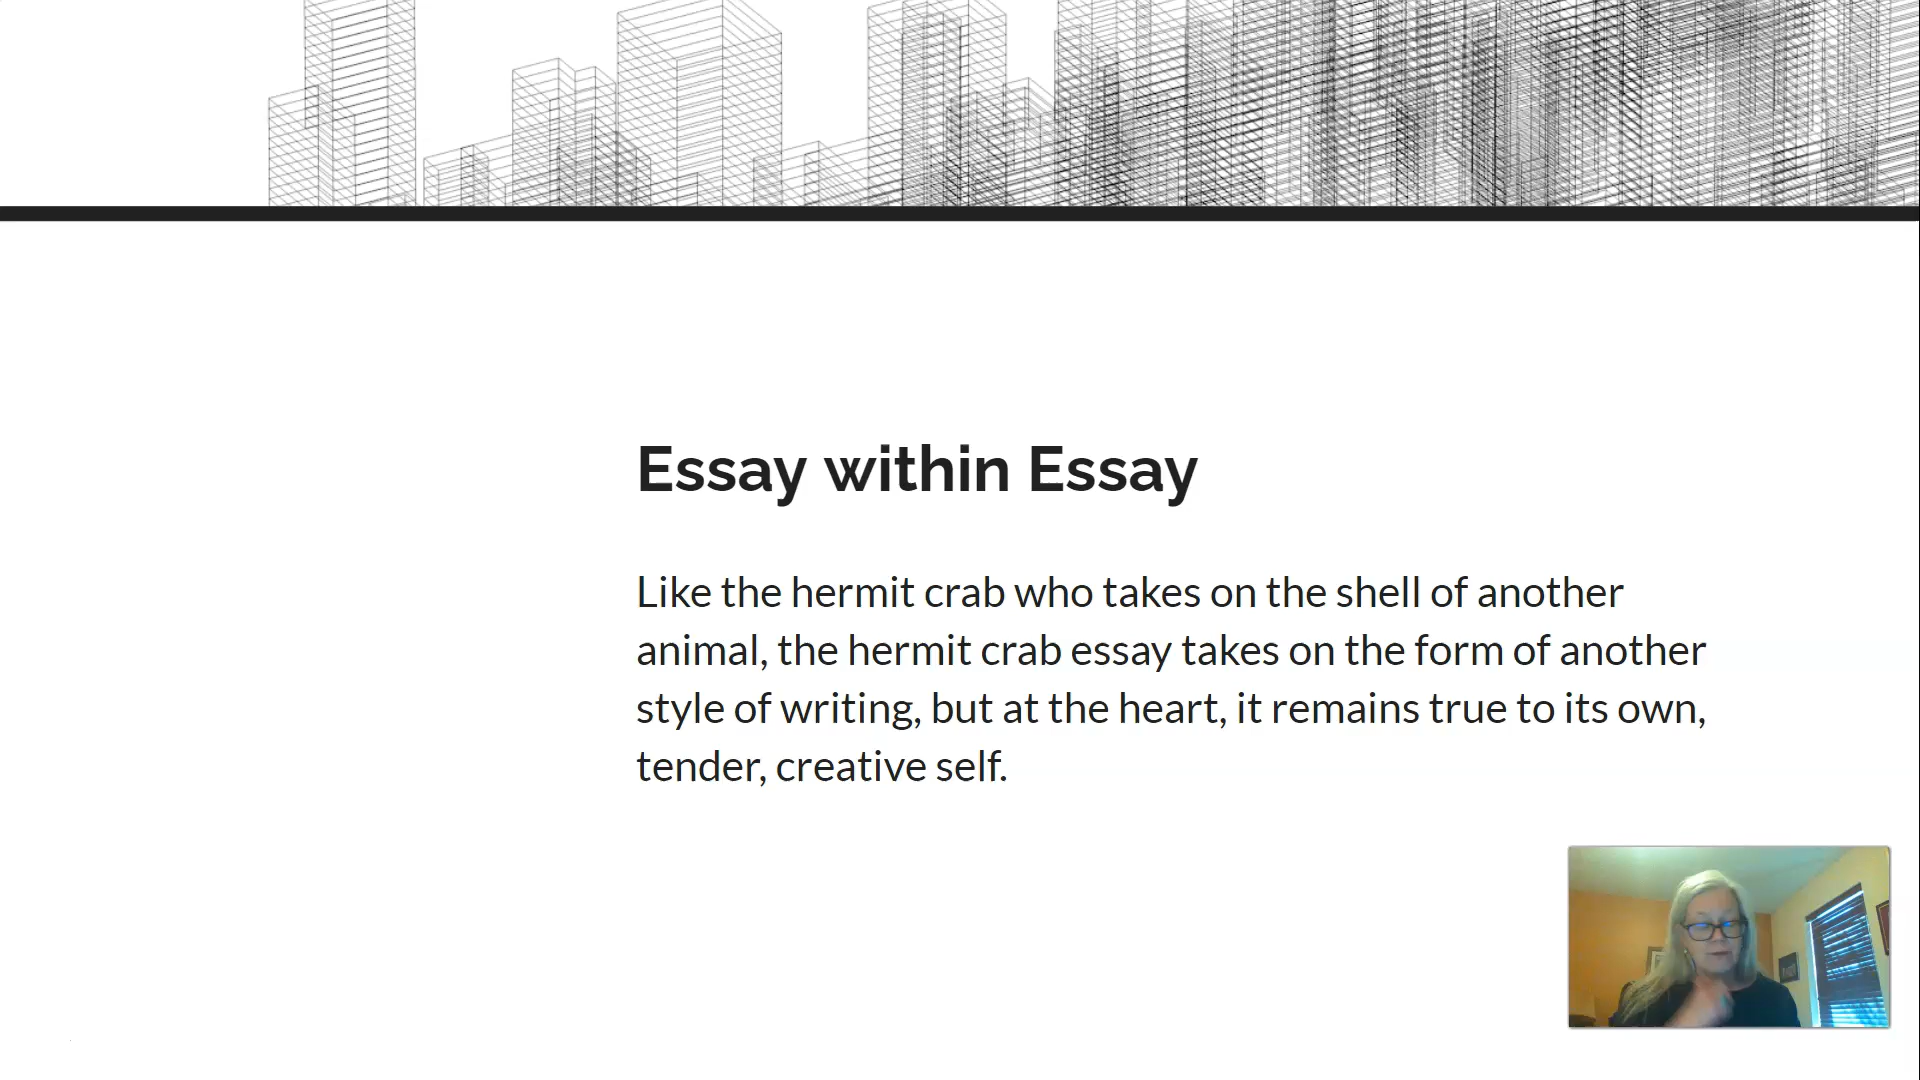 Essay within Essay
Like the hermit crab who takes on the shell of another
animal, the hermit crab essay takes on the form of another
style of writing, but at the heart, it remains true to its own,
tender, creative self.